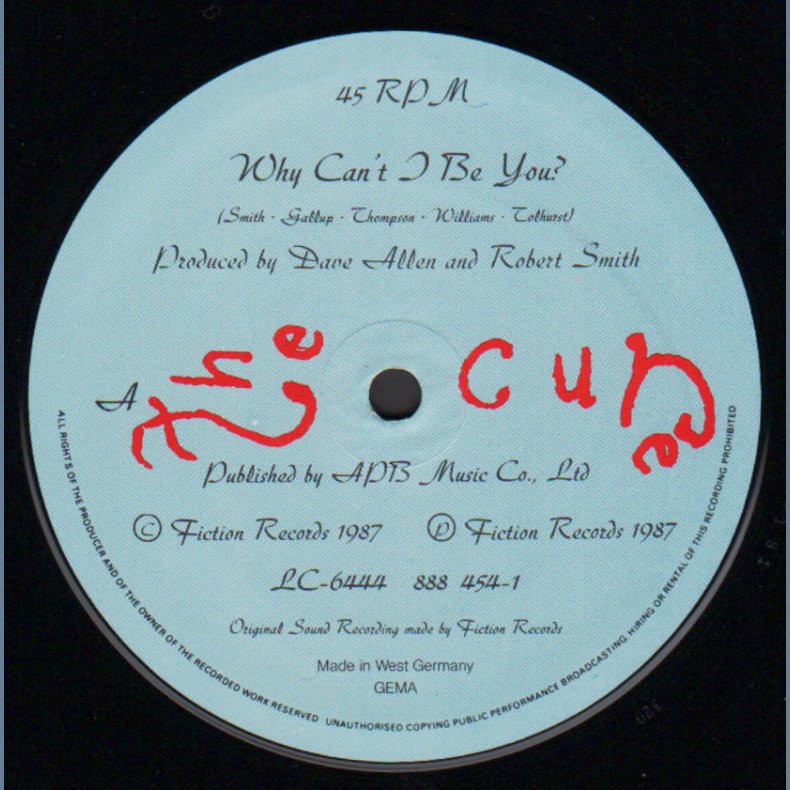 45 RPM
Why Can't I Be You?
(Smith · Gallup · Thompson · Williams · Tolhurst)
Produced by Dave Allen and Robert Smith
the cure
A
Published by APB Music Co., Ltd
© Fiction Records 1987 ℗ Fiction Records 1987
LC-6444 888 454-1
Original Sound Recording made by Fiction Records
Made in West Germany
GEMA
ALL RIGHTS OF THE PRODUCER AND OF THE OWNER OF THE RECORDED WORK RESERVED UNAUTHORISED COPYING PUBLIC PERFORMANCE BROADCASTING. HIRING OR RENTAL OF THIS RECORDING PROHIBITED